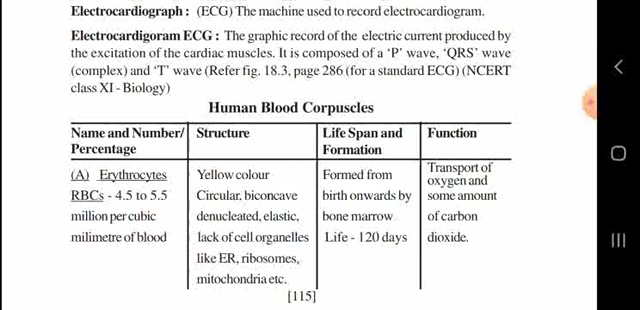 Electrocardiograph : (ECG) The machine used to record electrocardiogram.
Electrocardigoram ECG : The graphic record of the electric current produced by
the excitation of the cardiac muscles. It is composed of a ‘P’ wave, ‘QRS’ wave
(complex) and ‘T’ wave (Refer fig. 18.3, page 286 (for a standard ECG) (NCERT
class XI - Biology)
Human Blood Corpuscles
Name and Number/ Percentage
Structure
Life Span and Formation
Function
(A) Erythrocytes
RBCs - 4.5 to 5.5
million per cubic
milimetre of blood
Yellow colour
Circular, biconcave
denucleated, elastic,
lack of cell organelles
like ER, ribosomes,
mitochondria etc.
Formed from
birth onwards by
bone marrow
Life - 120 days
Transport of
oxygen and
some amount
of carbon
dioxide.
[115]